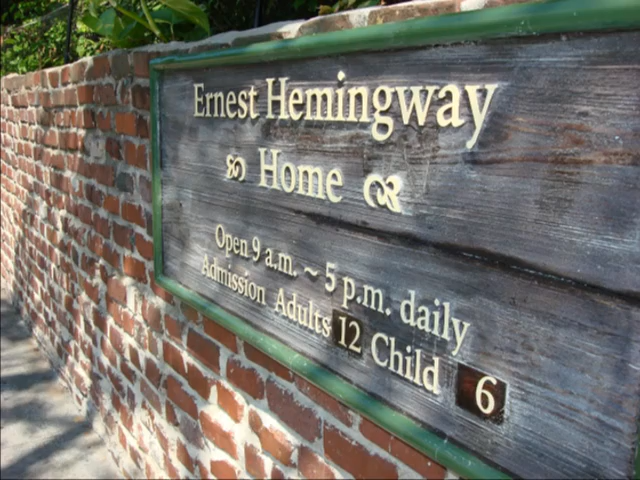 Ernest Hemingway
Home
Open 9 a.m. ~ 5 p.m. daily
Admission Adults 12 Child 6